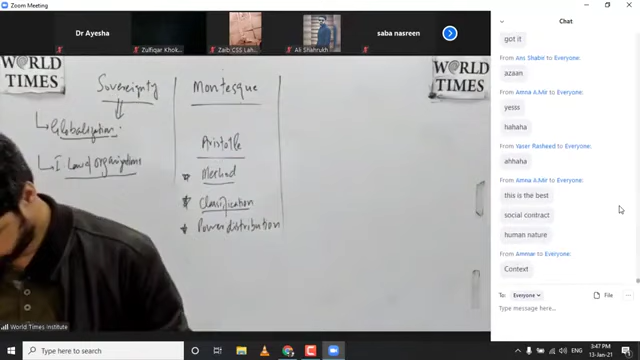 Zoom Meeting
Dr Ayesha
Zulfiqar Khok...
Zaib CSS Lah...
Ali Shahrukh
saba nasreen
W@RLD
TIMES
W@RLD
TIMES
Sovereignty
Globalization
I Law & organizations
Montesque
Aristotle
Method
Classification
Power distribution
World Times Institute
Chat
got it
From Ans Shabir to Everyone:
azaan
From Amna A.Mir to Everyone:
yesss
hahaha
From Yaser Rasheed to Everyone:
ahhaha
From Amna A.Mir to Everyone:
this is the best
social contract
human nature
From Ammar to Everyone:
Context
To: Everyone
File
Type message here...
Type here to search
ENG
3:47 PM
13-Jan-21